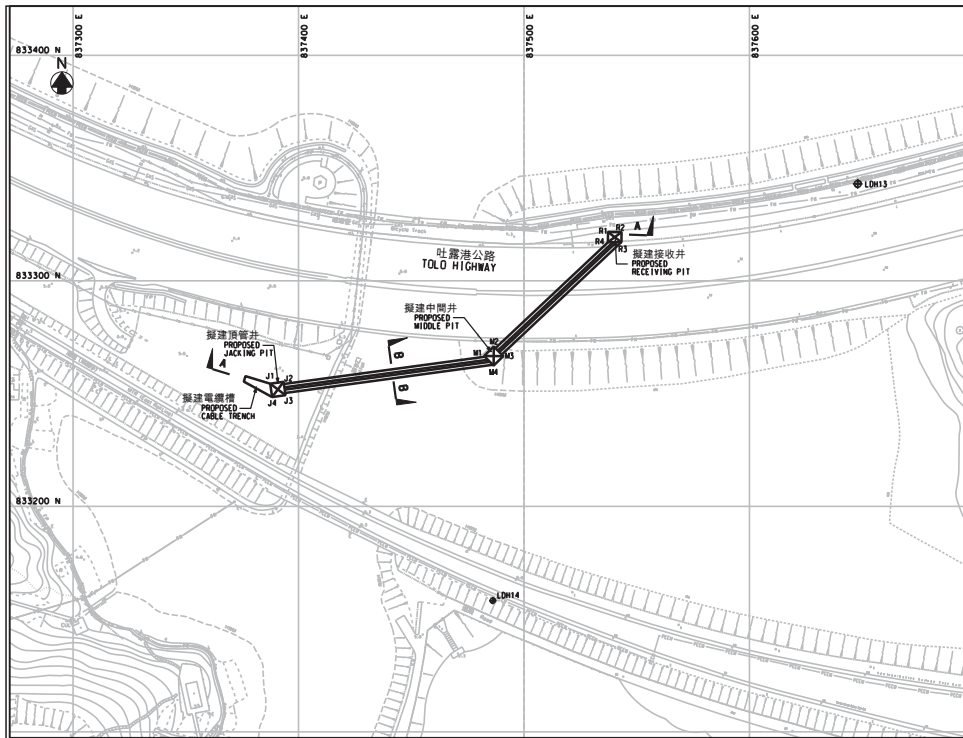 837300 E
837400 E
837500 E
837600 E
833400 N
N
LDH13
R1
R2
A
R4
R3
吐露港公路
TOLO HIGHWAY
擬建接收井
PROPOSED
RECEIVING PIT
833300 N
擬建中間井
PROPOSED
MIDDLE PIT
擬建頂管井
PROPOSED
JACKING PIT
M2
M1
M3
M4
B
B
A
J1
J2
J4
J3
擬建電纜槽
PROPOSED
CABLE TRENCH
833200 N
LDH14